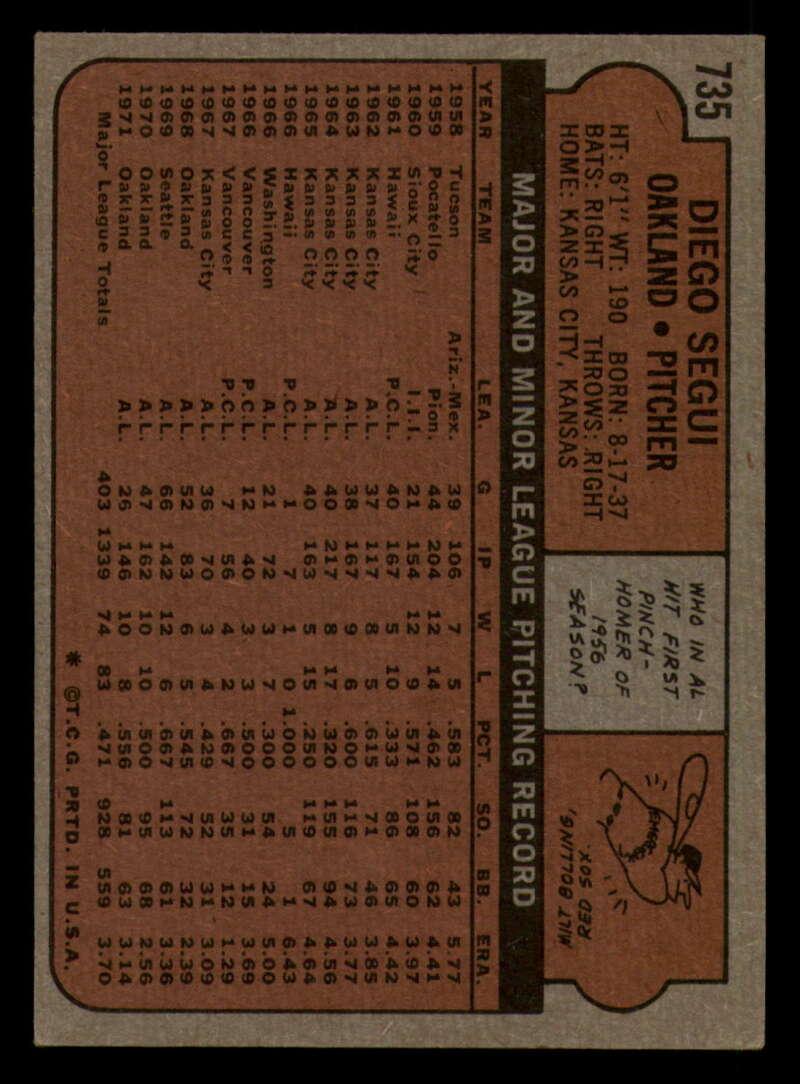 735
DIEGO SEGUI
OAKLAND • PITCHER
HT: 6'1" WT: 190 BORN: 8-17-37
BATS: RIGHT THROWS: RIGHT
HOME: KANSAS CITY, KANSAS
WHO IN AL
HIT FIRST
PINCH-
HOMER OF
1956
SEASON?
RED SOX
MILT BOLLING.
MAJOR AND MINOR LEAGUE PITCHING RECORD
YEAR TEAM LEA. G IP W L PCT. SO. BB. ERA.
1958 Tucson Ariz.-Mex. 39 106 7 5 .583 82 43 5.77
1959 Pocatello Pion. 44 204 12 14 .462 156 62 4.41
1960 Sioux City I.I.I. 21 154 12 9 .571 108 60 3.97
1961 Hawaii P.C.L. 40 167 5 10 .333 86 65 4.42
1962 Kansas City A.L. 37 117 8 5 .615 71 46 3.85
1963 Kansas City A.L. 38 167 9 6 .600 116 73 3.77
1964 Kansas City A.L. 40 217 8 17 .320 155 94 4.56
1965 Kansas City A.L. 40 163 5 15 .250 119 67 4.64
1966 Hawaii P.C.L. 1 7 1 0 1.000 5 1 6.43
1966 Washington A.L. 21 72 3 7 .300 54 24 5.00
1966 Vancouver P.C.L. 12 40 3 3 .500 31 15 3.69
1967 Vancouver P.C.L. 7 56 4 2 .667 35 12 1.29
1967 Kansas City A.L. 36 70 3 4 .429 52 31 3.09
1968 Oakland A.L. 52 83 6 5 .545 72 32 2.39
1969 Seattle A.L. 66 142 12 6 .667 113 61 3.36
1970 Oakland A.L. 47 162 10 10 .500 95 68 2.56
1971 Oakland A.L. 26 146 10 8 .556 81 63 3.14
Major League Totals 403 1339 74 83 .471 928 559 3.70
* ©T.C.G. PRTD. IN U.S.A.